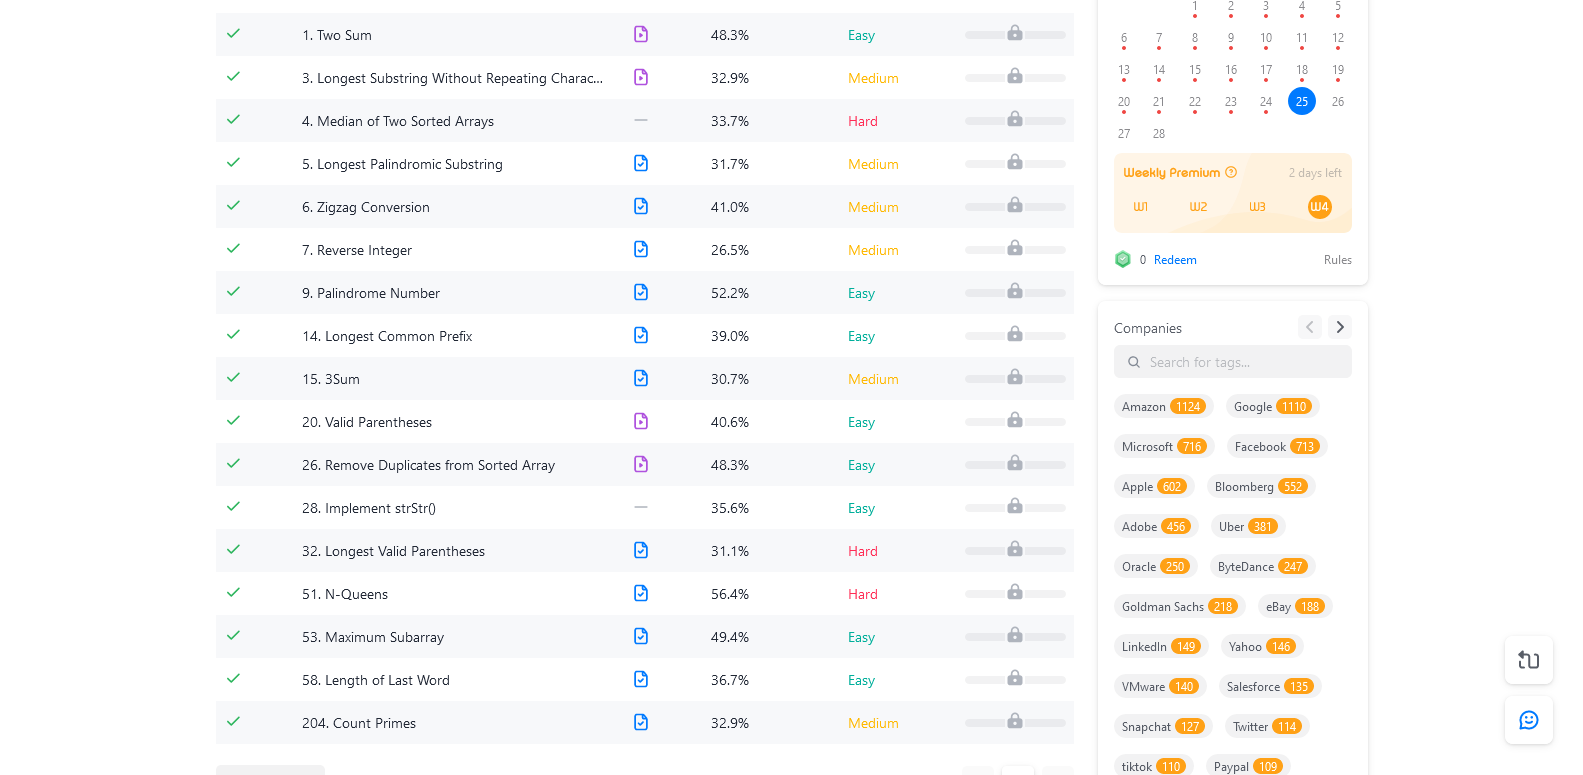 1. Two Sum 48.3% Easy
3. Longest Substring Without Repeating Charac... 32.9% Medium
4. Median of Two Sorted Arrays 33.7% Hard
5. Longest Palindromic Substring 31.7% Medium
6. Zigzag Conversion 41.0% Medium
7. Reverse Integer 26.5% Medium
9. Palindrome Number 52.2% Easy
14. Longest Common Prefix 39.0% Easy
15. 3Sum 30.7% Medium
20. Valid Parentheses 40.6% Easy
26. Remove Duplicates from Sorted Array 48.3% Easy
28. Implement strStr() 35.6% Easy
32. Longest Valid Parentheses 31.1% Hard
51. N-Queens 56.4% Hard
53. Maximum Subarray 49.4% Easy
58. Length of Last Word 36.7% Easy
204. Count Primes 32.9% Medium
1 2 3 4 5
6 7 8 9 10 11 12
13 14 15 16 17 18 19
20 21 22 23 24 25 26
27 28
Weekly Premium 2 days left
W1 W2 W3 W4
0 Redeem Rules
Companies
Search for tags...
Amazon 1124 Google 1110
Microsoft 716 Facebook 713
Apple 602 Bloomberg 552
Adobe 456 Uber 381
Oracle 250 ByteDance 247
Goldman Sachs 218 eBay 188
LinkedIn 149 Yahoo 146
VMware 140 Salesforce 135
Snapchat 127 Twitter 114
tiktok 110 Paypal 109